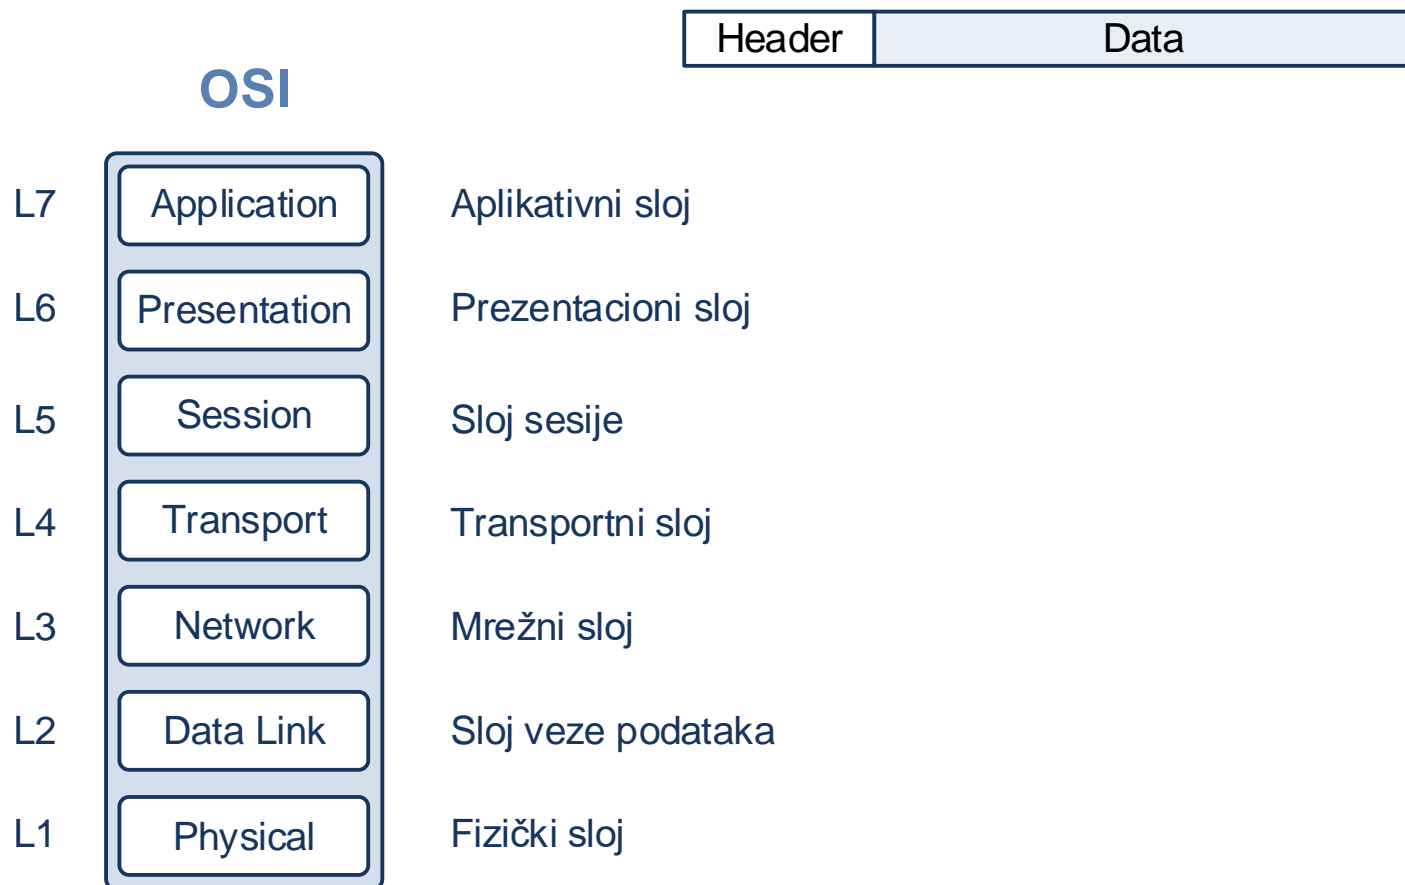 Header Data
OSI
L7 Application Aplikativni sloj
L6 Presentation Prezentacioni sloj
L5 Session Sloj sesije
L4 Transport Transportni sloj
L3 Network Mrežni sloj
L2 Data Link Sloj veze podataka
L1 Physical Fizički sloj